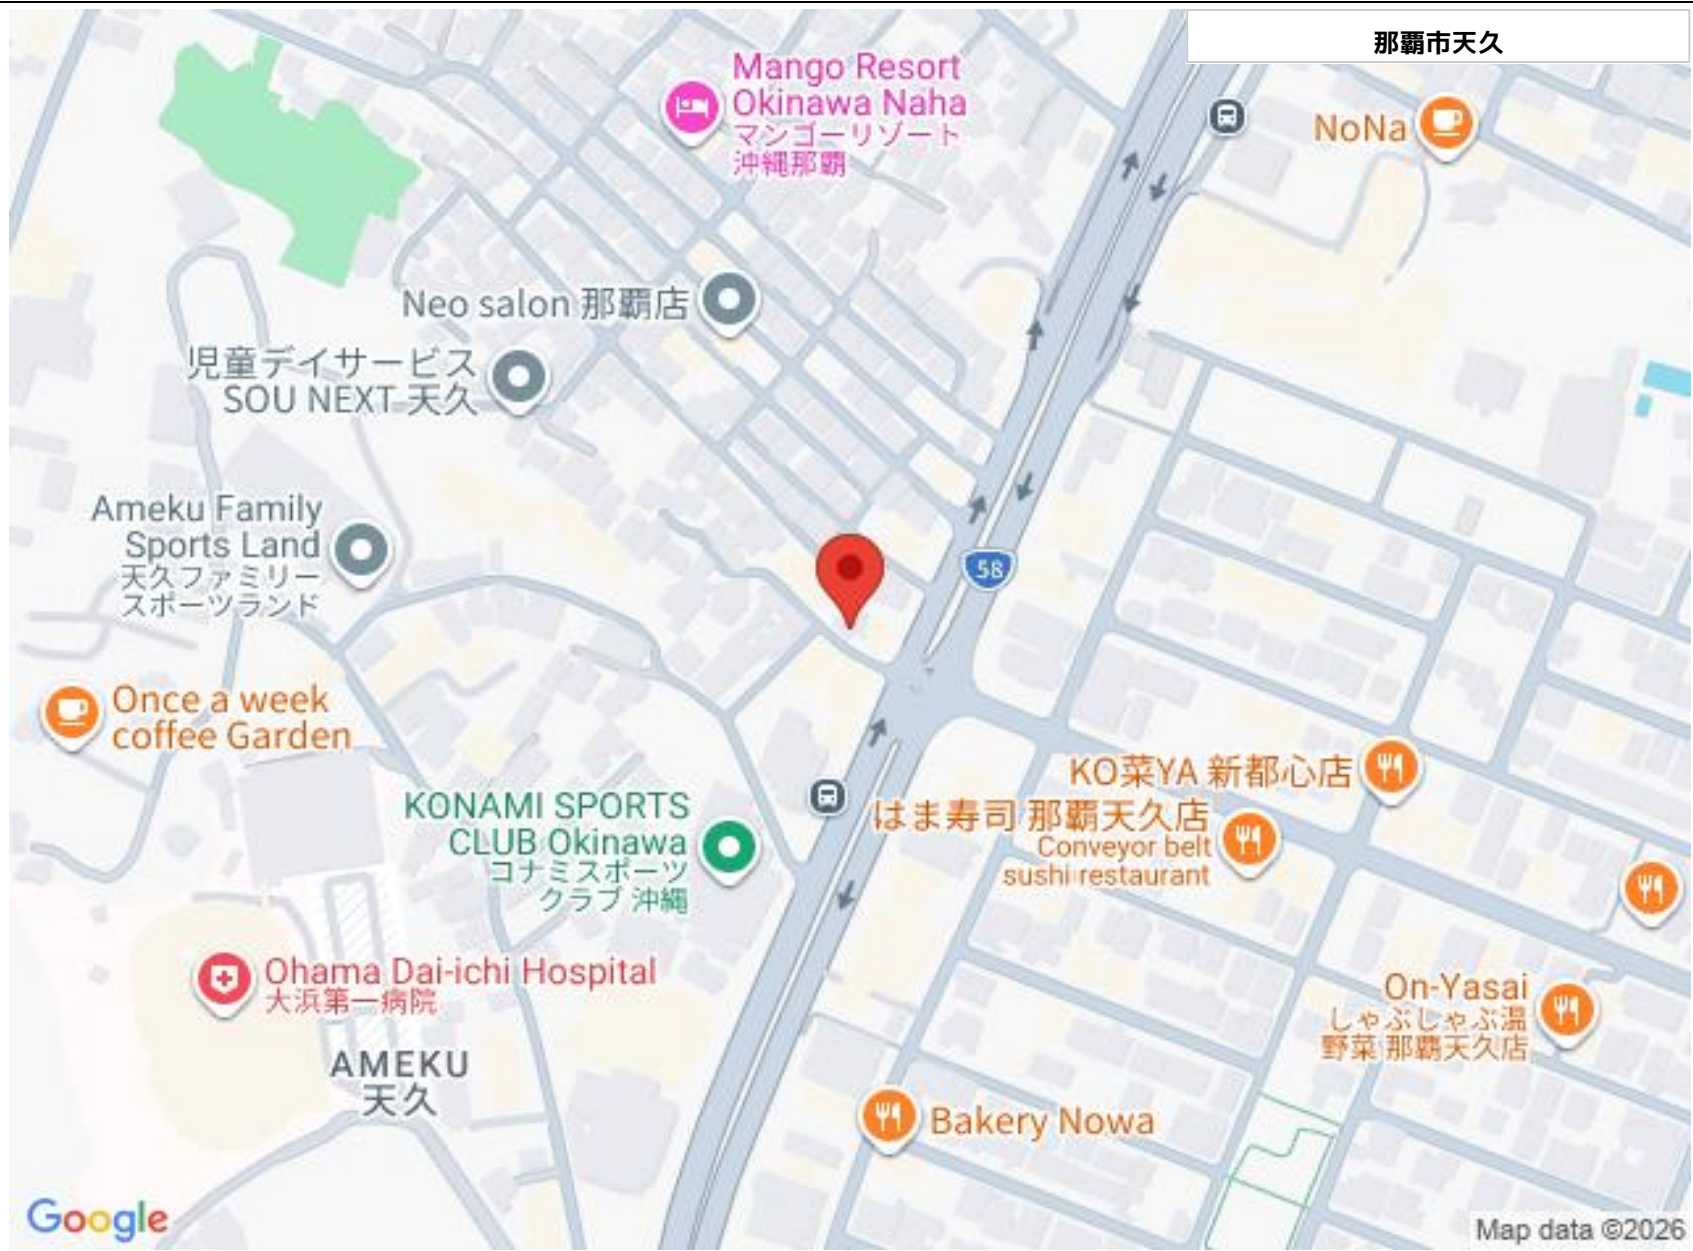 那覇市天久
Mango Resort
Okinawa Naha
マンゴーリゾート
沖縄那覇
NoNa
Neo salon 那覇店
児童デイサービス
SOU NEXT 天久
Ameku Family
Sports Land
天久ファミリー
スポーツランド
58
Once a week
coffee Garden
KO菜YA 新都心店
はま寿司 那覇天久店
Conveyor belt
sushi restaurant
KONAMI SPORTS
CLUB Okinawa
コナミスポーツ
クラブ 沖縄
Ohama Dai-ichi Hospital
大浜第一病院
On-Yasai
しゃぶしゃぶ温
野菜 那覇天久店
AMEKU
天久
Bakery Nowa
Google
Map data ©2026